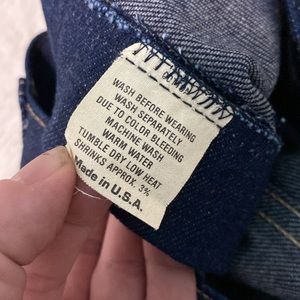 WASH BEFORE WEARING
WASH SEPARATELY
DUE TO COLOR BLEEDING
MACHINE WASH
WARM WATER
TUMBLE DRY LOW HEAT
SHRINKS APPROX. 3%
Made in U.S.A.